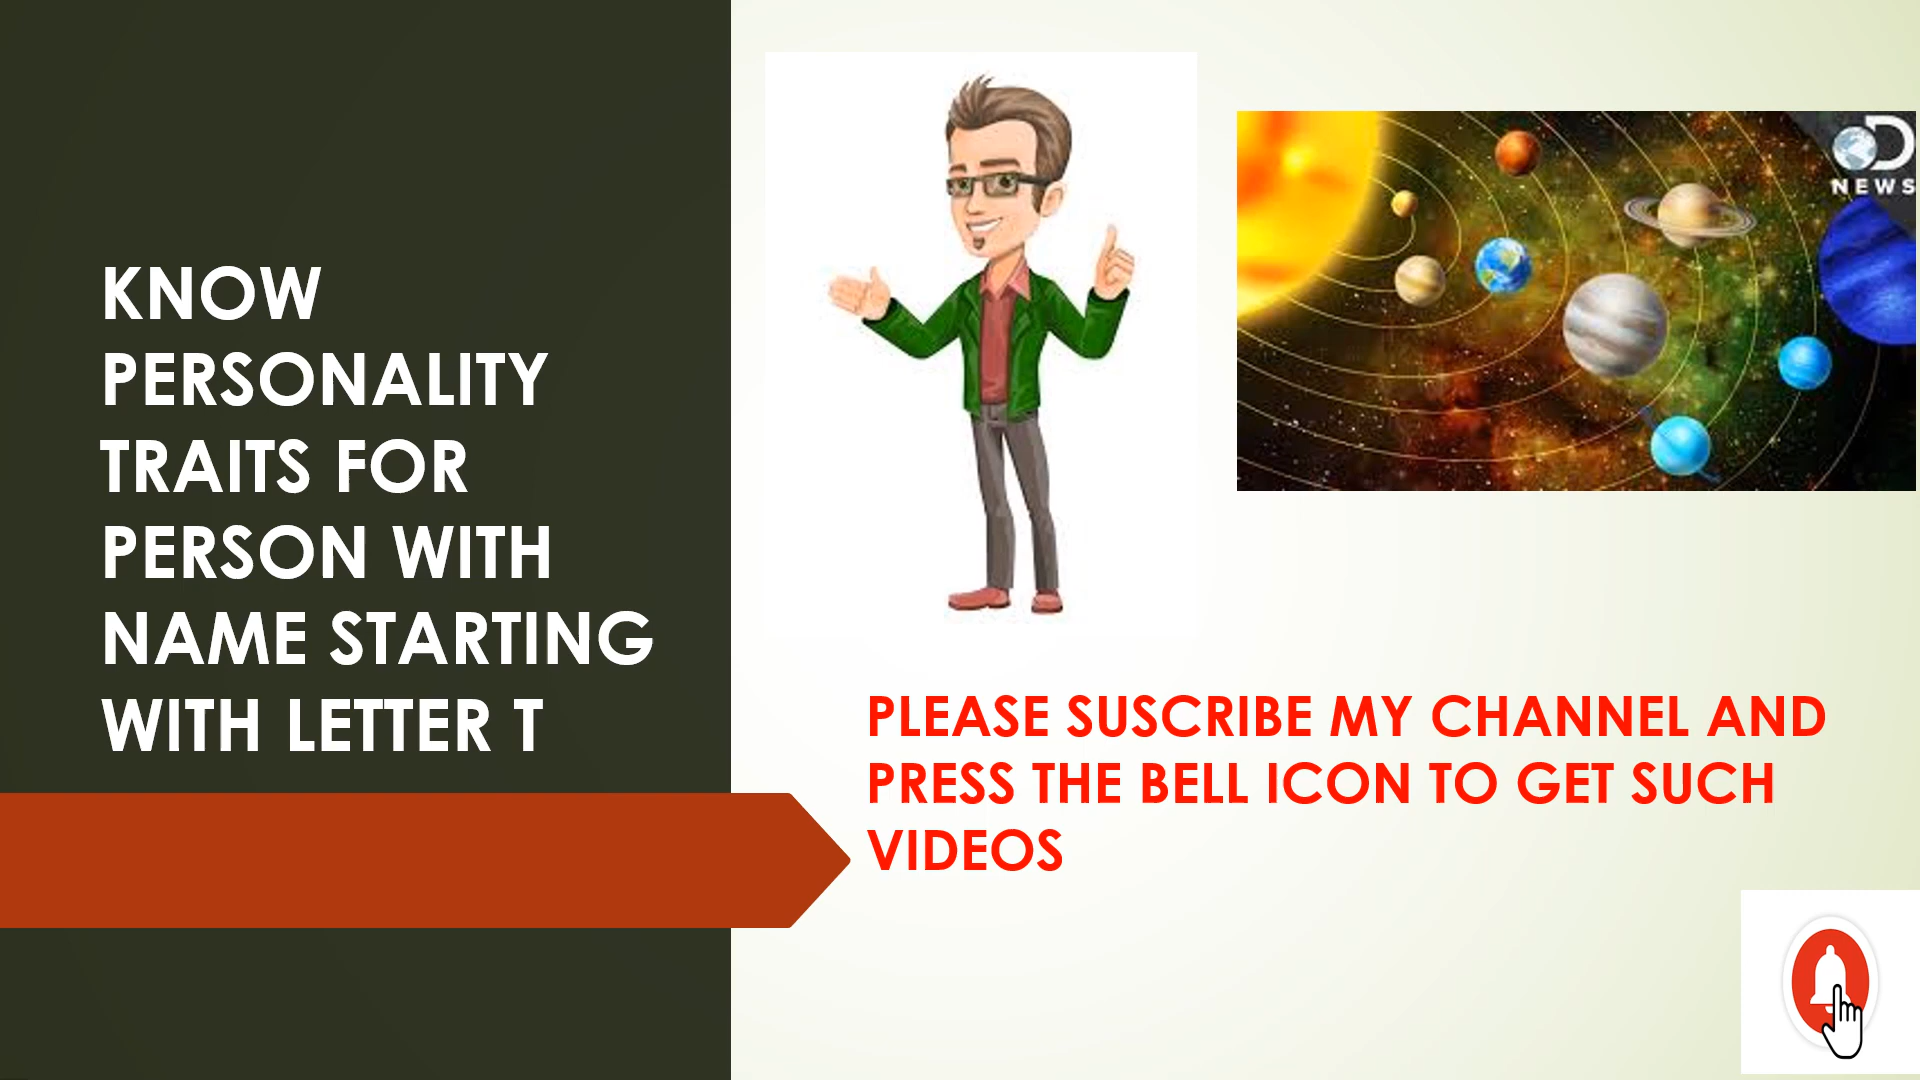 KNOW
PERSONALITY
TRAITS FOR
PERSON WITH
NAME STARTING
WITH LETTER T
D
NEWS
PLEASE SUSCRIBE MY CHANNEL AND
PRESS THE BELL ICON TO GET SUCH
VIDEOS